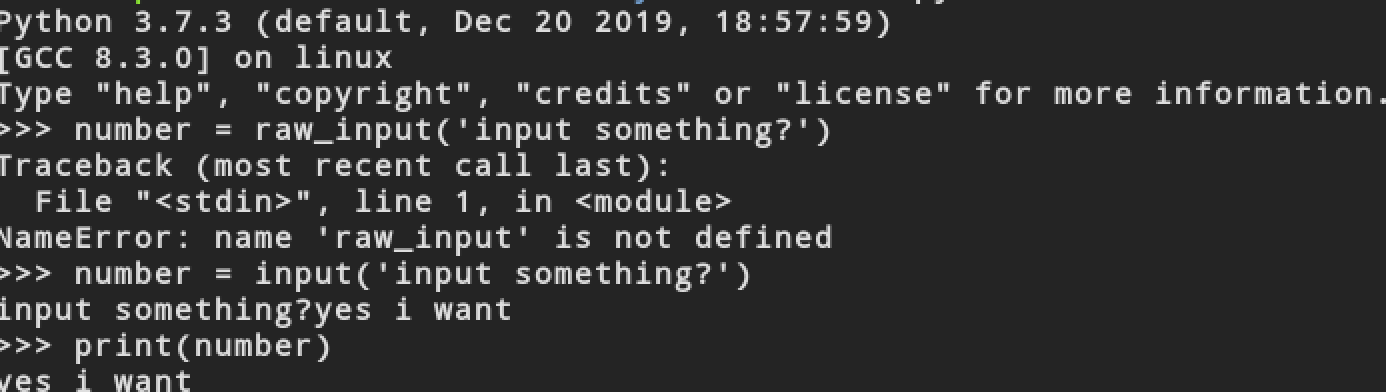 Python 3.7.3 (default, Dec 20 2019, 18:57:59)
[GCC 8.3.0] on linux
Type "help", "copyright", "credits" or "license" for more information.
>>> number = raw_input('input something?')
Traceback (most recent call last):
  File "<stdin>", line 1, in <module>
NameError: name 'raw_input' is not defined
>>> number = input('input something?')
input something?yes i want
>>> print(number)
yes i want